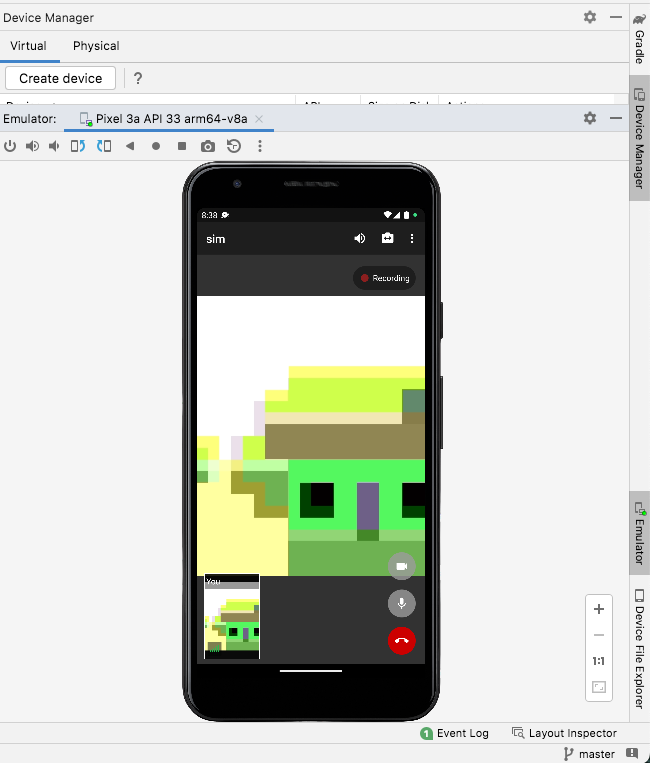 Device Manager
Virtual Physical
Create device ?
Emulator: Pixel 3a API 33 arm64-v8a
8:38
sim
Recording
You
1:1
Gradle
Device Manager
Emulator
Device File Explorer
1 Event Log Layout Inspector
master